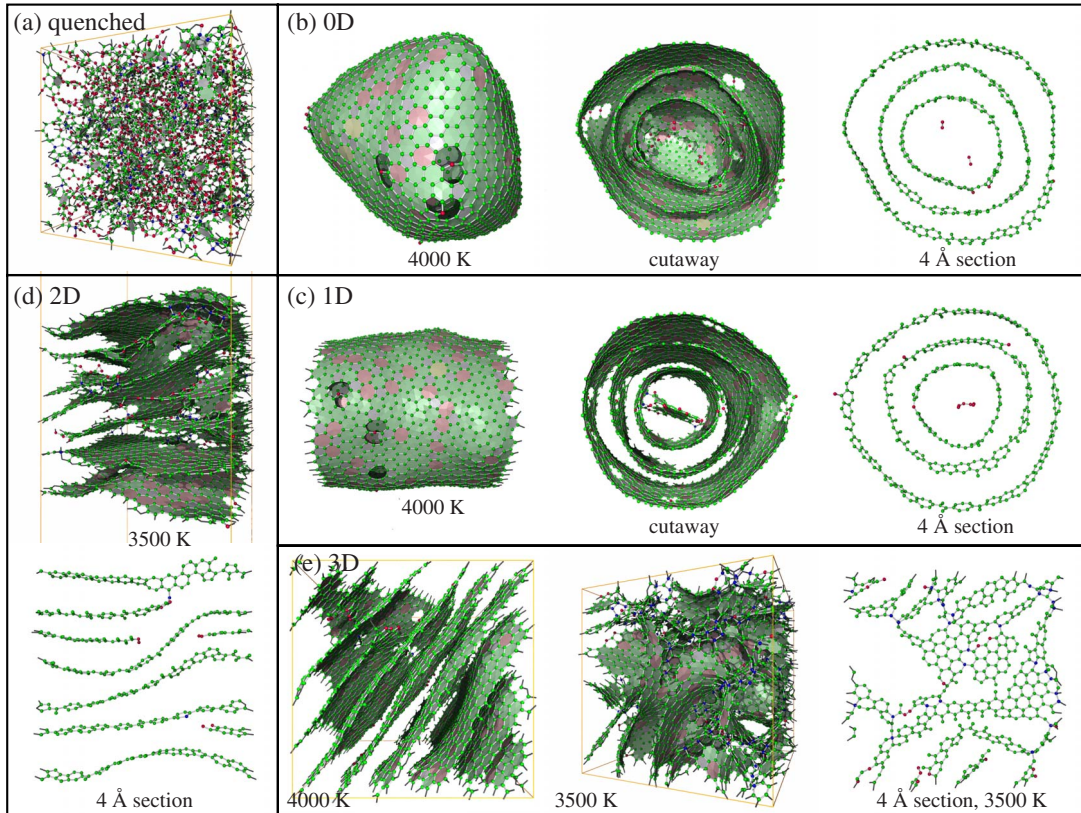 (a) quenched
(b) 0D
4000 K
cutaway
4 Å section
(d) 2D
3500 K
4 Å section
(c) 1D
4000 K
cutaway
4 Å section
(e) 3D
4000 K
3500 K
4 Å section, 3500 K